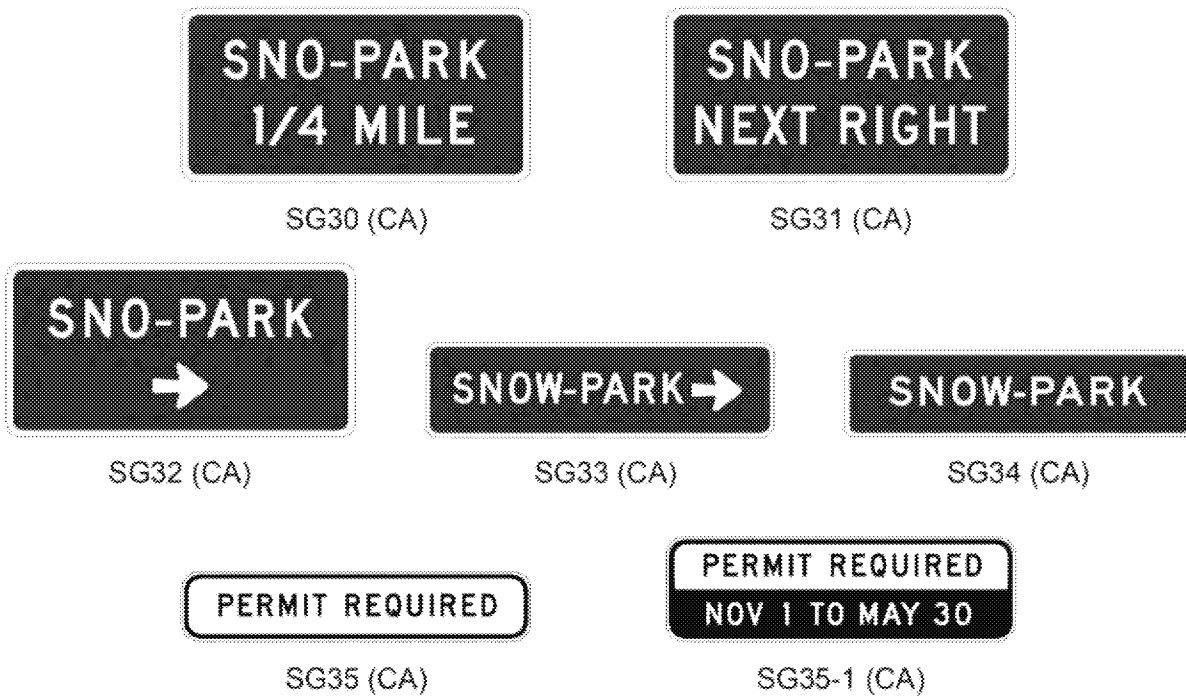 SNO-PARK
1/4 MILE
SG30 (CA)
SNO-PARK
NEXT RIGHT
SG31 (CA)
SNO-PARK
SG32 (CA)
SNOW-PARK
SG33 (CA)
SNOW-PARK
SG34 (CA)
PERMIT REQUIRED
SG35 (CA)
PERMIT REQUIRED
NOV 1 TO MAY 30
SG35-1 (CA)